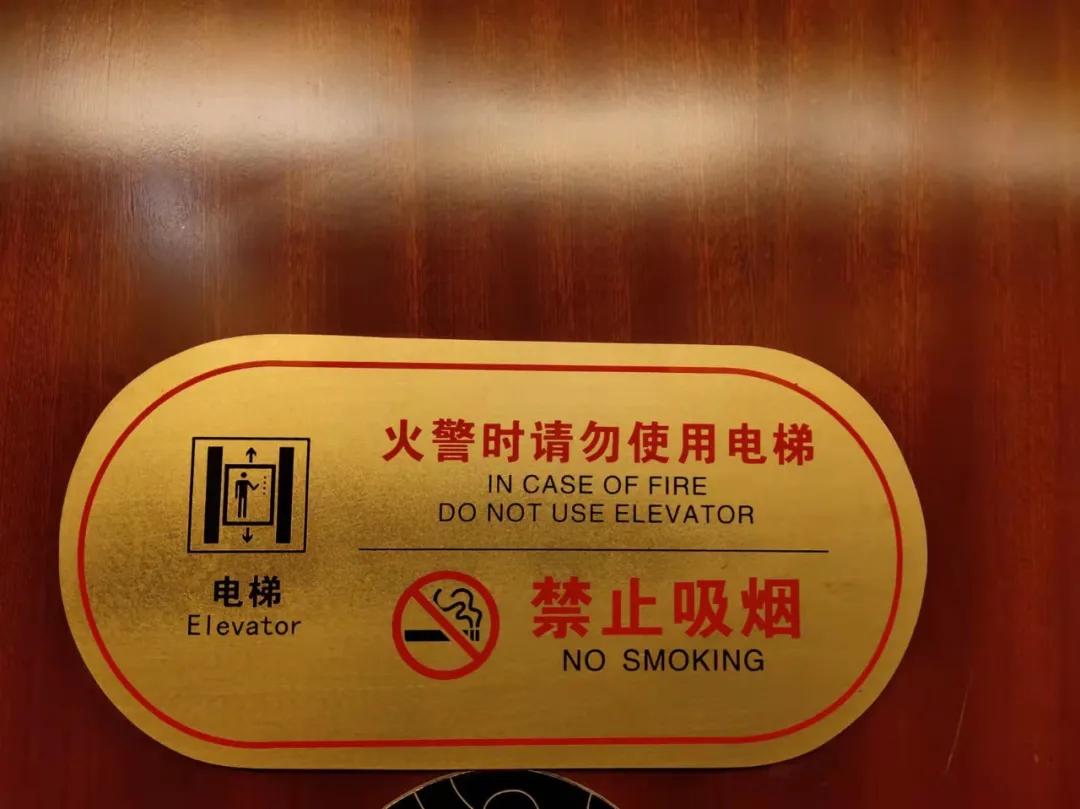 电梯
Elevator
火警时请勿使用电梯
IN CASE OF FIRE
DO NOT USE ELEVATOR
禁止吸烟
NO SMOKING